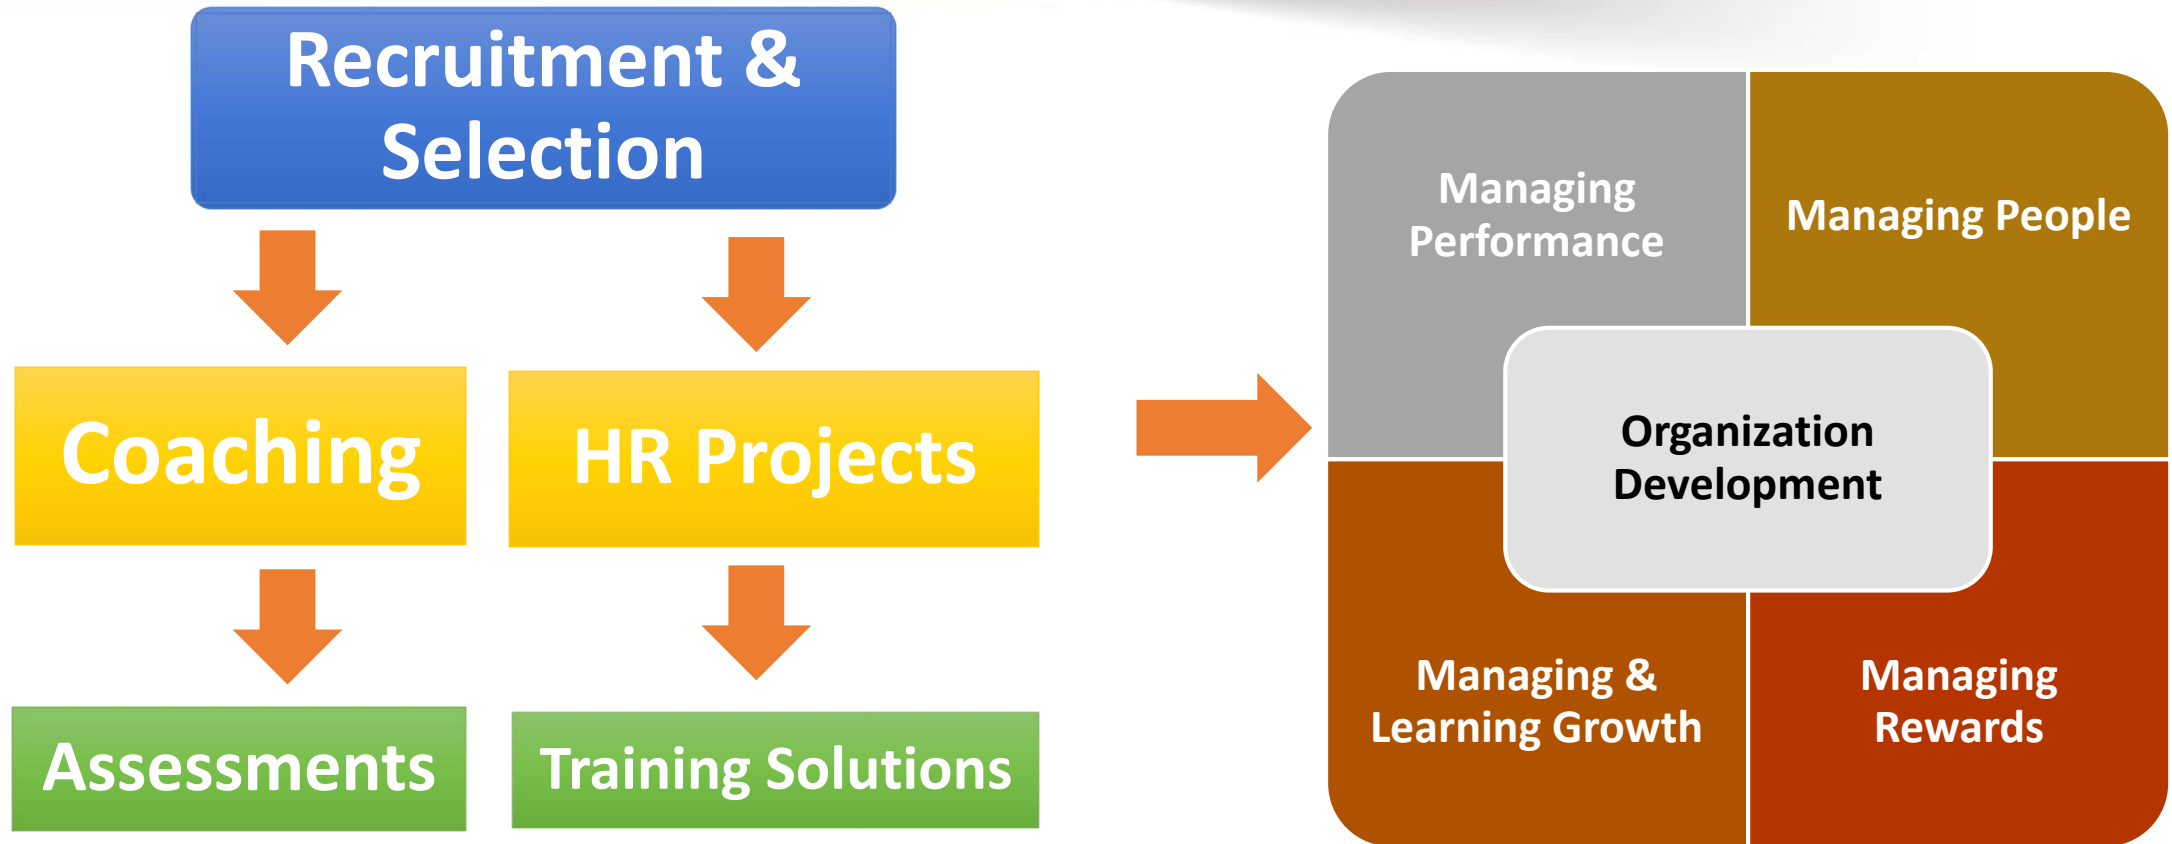 Recruitment &
Selection
Coaching
HR Projects
Assessments
Training Solutions
Managing
Performance
Managing People
Organization
Development
Managing &
Learning Growth
Managing
Rewards